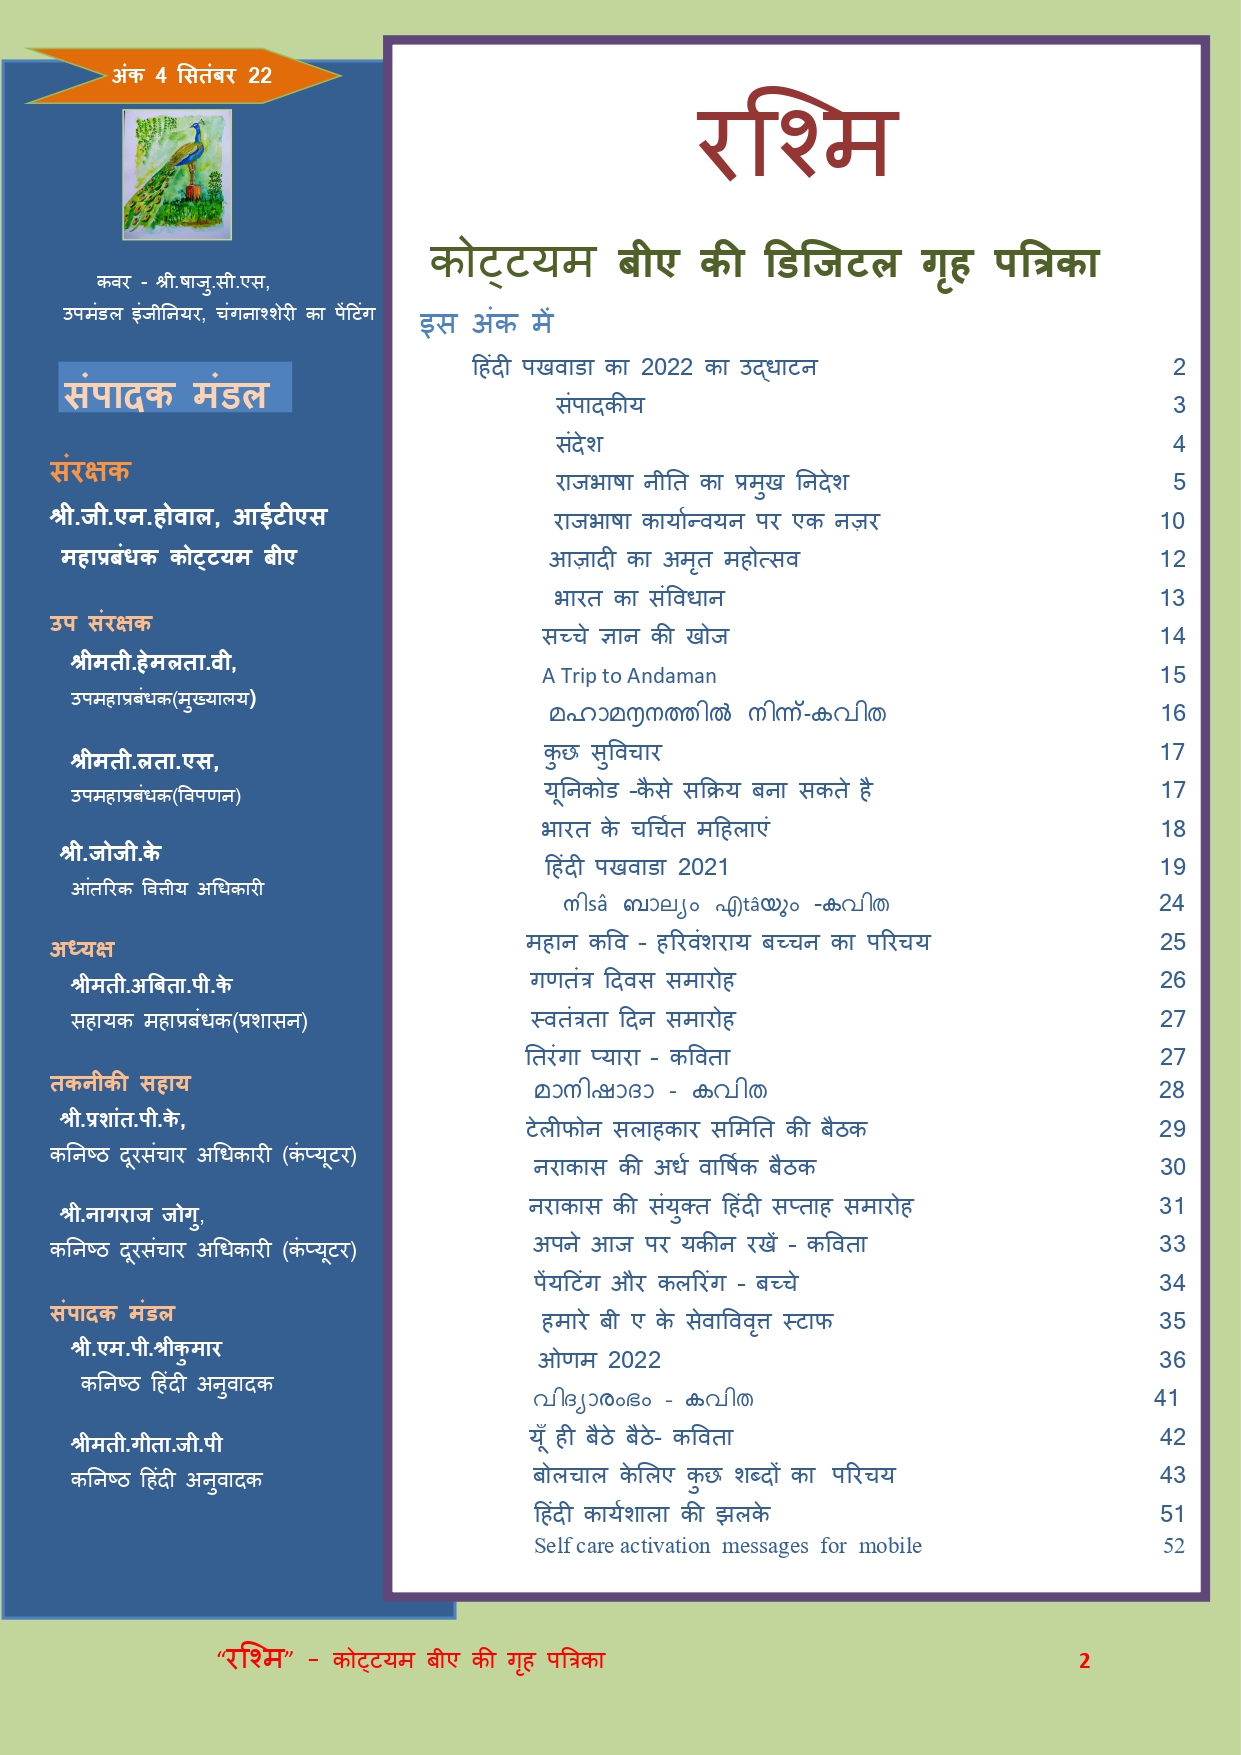 अंक 4 सितंबर 22
कवर - श्री.षाजु.सी.एस,
उपमंडल इंजीनियर, चंगनाश्शेरी का पेंटिंग
संपादक मंडल
संरक्षक
श्री.जी.एन.होवाल, आईटीएस
महाप्रबंधक कोट्टयम बीए
उप संरक्षक
श्रीमती.हेमलता.वी,
उपमहाप्रबंधक(मुख्यालय)
श्रीमती.लता.एस,
उपमहाप्रबंधक(विपणन)
श्री.जोजी.के
आंतरिक वित्तीय अधिकारी
अध्यक्ष
श्रीमती.अबिता.पी.के
सहायक महाप्रबंधक(प्रशासन)
तकनीकी सहाय
श्री.प्रशांत.पी.के,
कनिष्ठ दूरसंचार अधिकारी (कंप्यूटर)
श्री.नागराज जोगु,
कनिष्ठ दूरसंचार अधिकारी (कंप्यूटर)
संपादक मंडल
श्री.एम.पी.श्रीकुमार
कनिष्ठ हिंदी अनुवादक
श्रीमती.गीता.जी.पी
कनिष्ठ हिंदी अनुवादक
रश्मि
कोट्टयम बीए की डिजिटल गृह पत्रिका
इस अंक में
हिंदी पखवाडा का 2022 का उद्धाटन 2
संपादकीय 3
संदेश 4
राजभाषा नीति का प्रमुख निदेश 5
राजभाषा कार्यान्वयन पर एक नज़र 10
आज़ादी का अमृत महोत्सव 12
भारत का संविधान 13
सच्चे ज्ञान की खोज 14
A Trip to Andaman 15
മഹാമൗനത്തിൽ നിന്ന്-കവിത 16
कुछ सुविचार 17
यूनिकोड -कैसे सक्रिय बना सकते है 17
भारत के चर्चित महिलाएं 18
हिंदी पखवाडा 2021 19
നിsâ ബാല്യം എtâയും -കവിത 24
महान कवि - हरिवंशराय बच्चन का परिचय 25
गणतंत्र दिवस समारोह 26
स्वतंत्रता दिन समारोह 27
तिरंगा प्यारा - कविता 27
മാനിഷാദാ - കവിത 28
टेलीफोन सलाहकार समिति की बैठक 29
नराकास की अर्ध वार्षिक बैठक 30
नराकास की संयुक्त हिंदी सप्ताह समारोह 31
अपने आज पर यकीन रखें - कविता 33
पेंयटिंग और कलरिंग - बच्चे 34
हमारे बी ए के सेवाविवृत्त स्टाफ 35
ओणम 2022 36
വിദ്യാരംഭം - കവിത 41
यूँ ही बैठे बैठे- कविता 42
बोलचाल केलिए कुछ शब्दों का परिचय 43
हिंदी कार्यशाला की झलके 51
Self care activation messages for mobile 52
“रश्मि” - कोट्टयम बीए की गृह पत्रिका 2